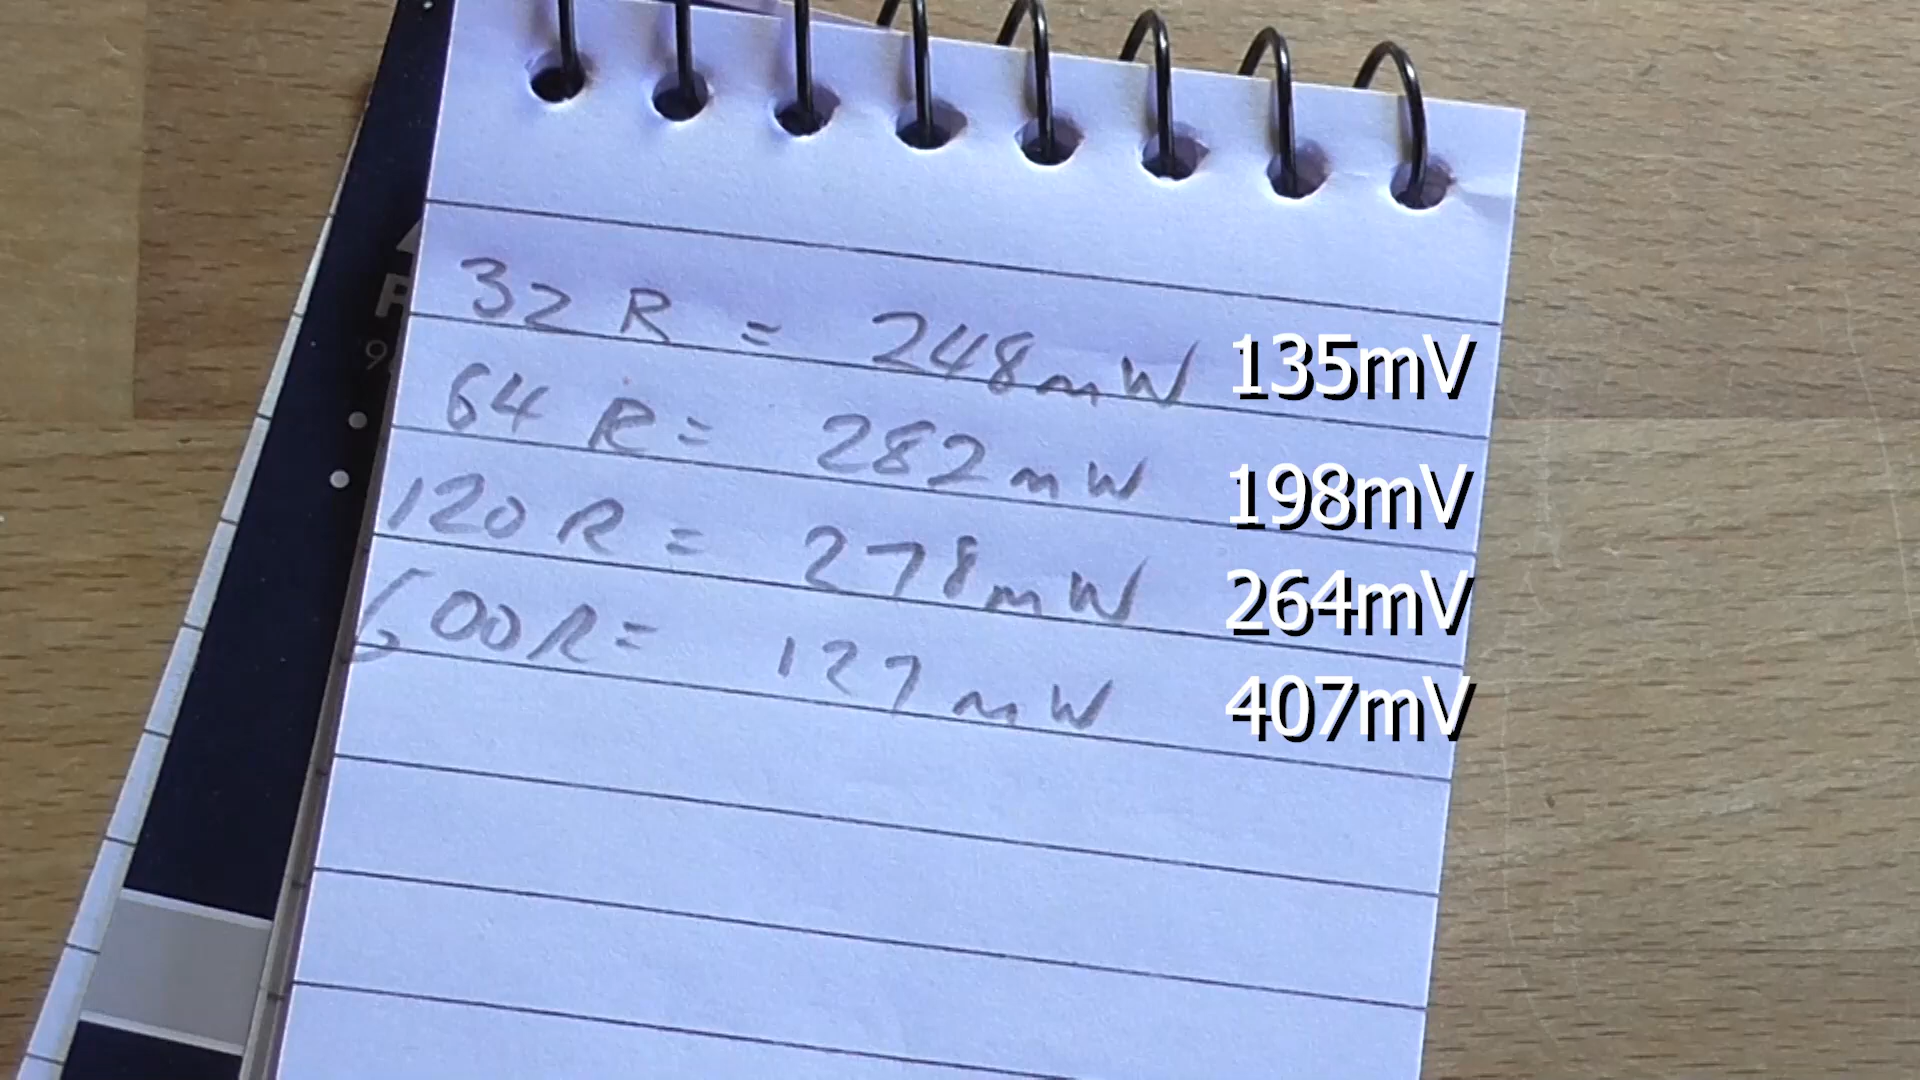 32 R = 248mW 135mV
64 R = 282mW 198mV
120 R = 278mW 264mV
600R = 127mW 407mV